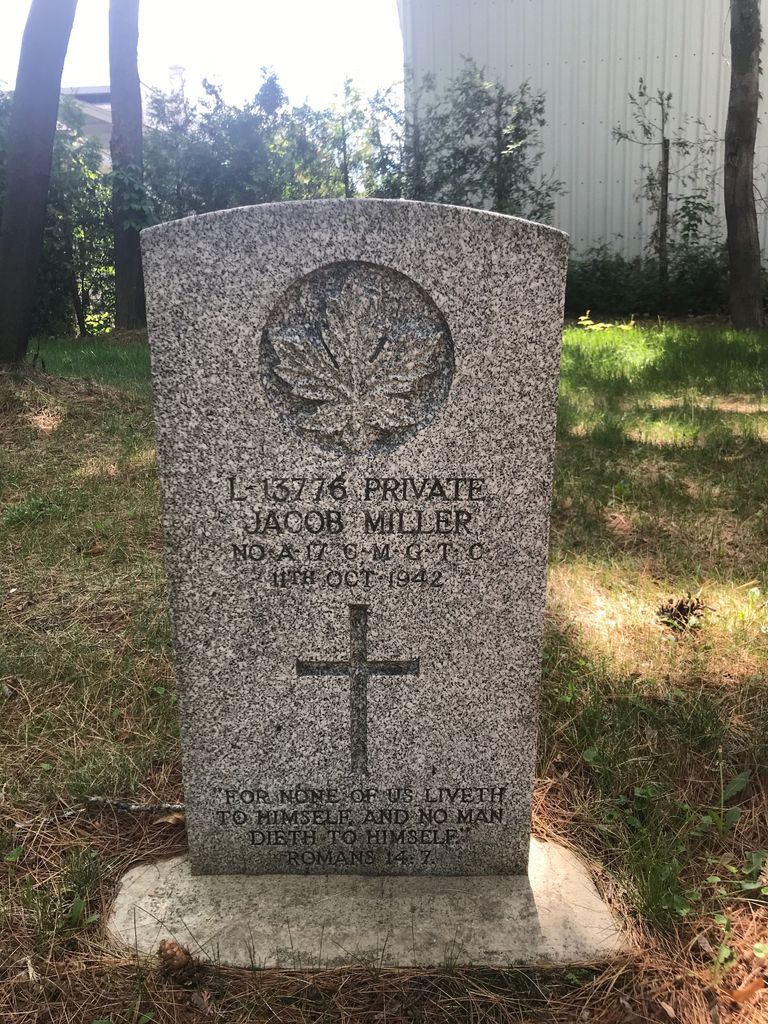 L-13776 PRIVATE
JACOB MILLER
NO·A·17 C·M·G·T·C·
11TH OCT·1942
"FOR NONE OF US LIVETH
TO HIMSELF, AND NO MAN
DIETH TO HIMSELF."
ROMANS 14:7.